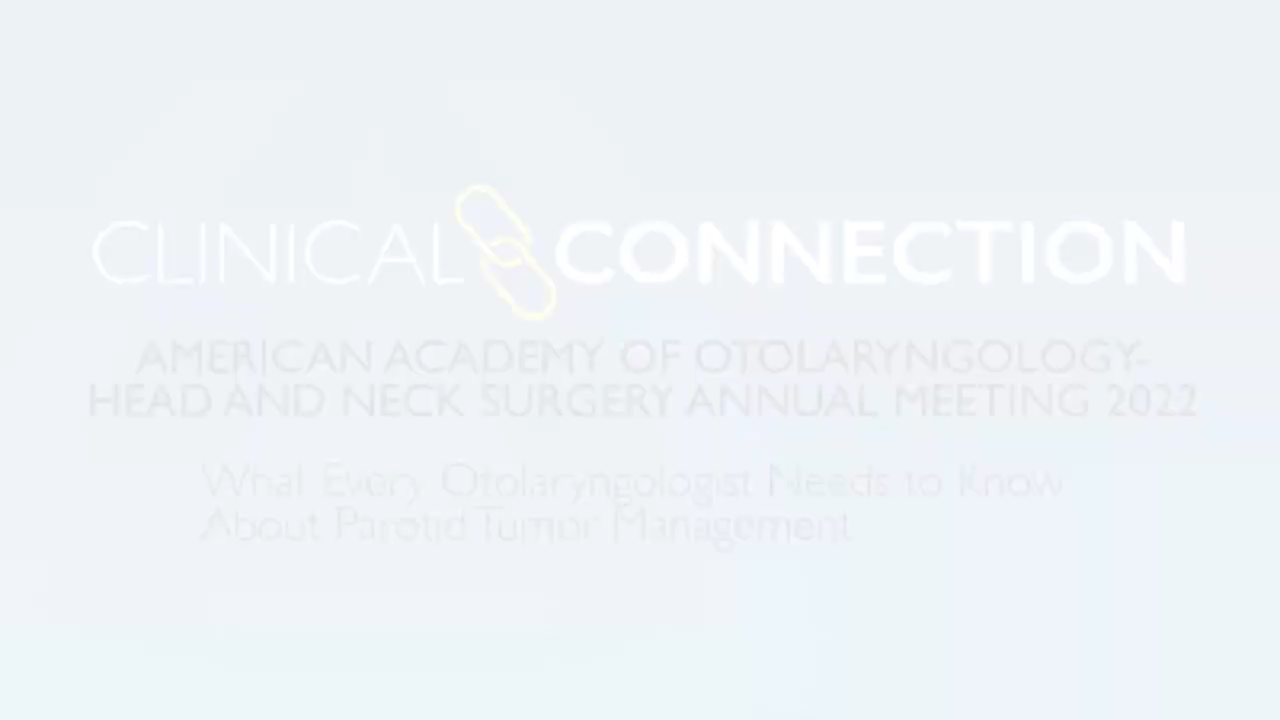 CLINICAL CONNECTION
AMERICAN ACADEMY OF OTOLARYNGOLOGY-
HEAD AND NECK SURGERY ANNUAL MEETING 2022
What Every Otolaryngologist Needs to Know
About Parotid Tumor Management